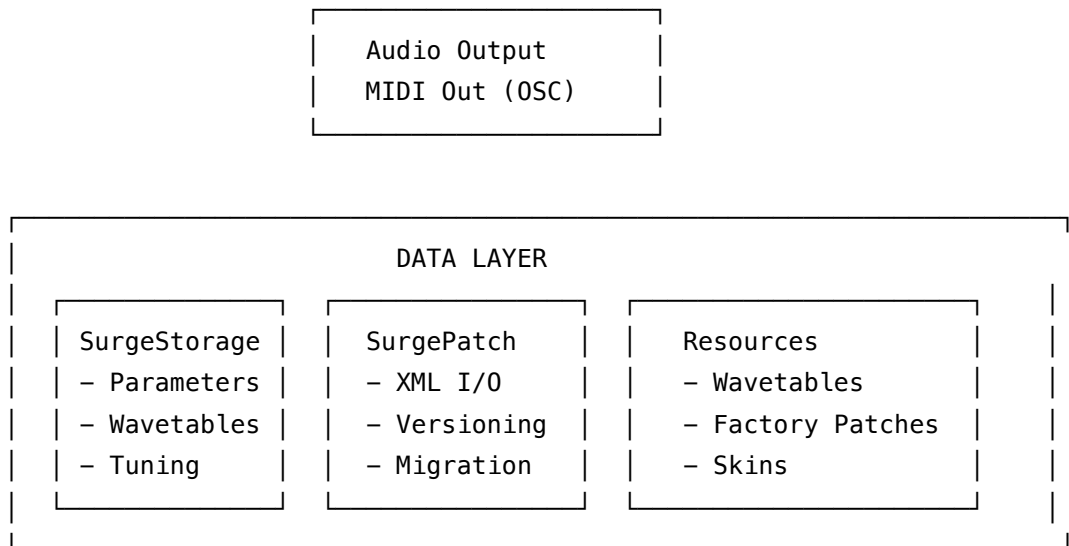 Audio Output
MIDI Out (OSC)
DATA LAYER
SurgeStorage
– Parameters
– Wavetables
– Tuning
SurgePatch
– XML I/O
– Versioning
– Migration
Resources
– Wavetables
– Factory Patches
– Skins